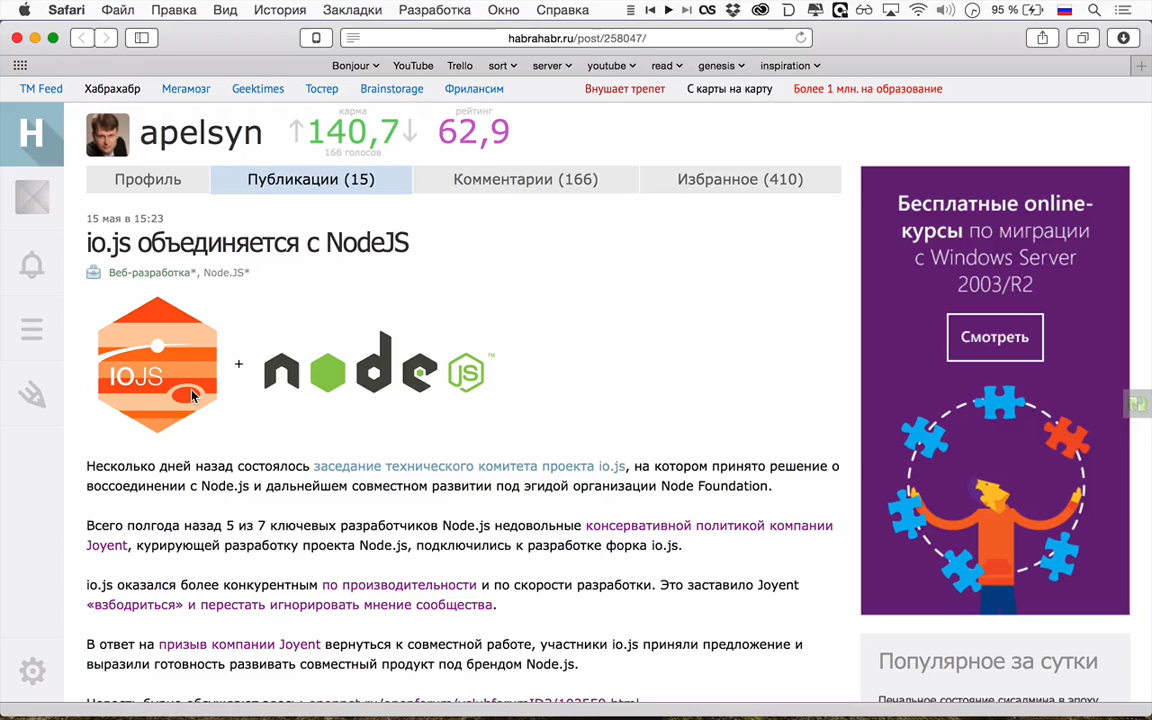 Safari Файл Правка Вид История Закладки Разработка Окно Справка 95 %
habrahabr.ru/post/258047/
Bonjour YouTube Trello sort server youtube read genesis inspiration
TM Feed Хабрахабр Мегамозг Geektimes Тостер Brainstorage Фрилансим Внушает трепет С карты на карту Более 1 млн. на образование
H
apelsyn
карма
140,7
166 голосов
рейтинг
62,9
Профиль Публикации (15) Комментарии (166) Избранное (410)
15 мая в 15:23
io.js объединяется с NodeJS
Веб-разработка*, Node.JS*
IOJS + node JS ™
Несколько дней назад состоялось заседание технического комитета проекта io.js, на котором принято решение о
воссоединении с Node.js и дальнейшем совместном развитии под эгидой организации Node Foundation.
Всего полгода назад 5 из 7 ключевых разработчиков Node.js недовольные консервативной политикой компании
Joyent, курирующей разработку проекта Node.js, подключились к разработке форка io.js.
io.js оказался более конкурентным по производительности и по скорости разработки. Это заставило Joyent
«взбодриться» и перестать игнорировать мнение сообщества.
В ответ на призыв компании Joyent вернуться к совместной работе, участники io.js приняли предложение и
выразили готовность развивать совместный продукт под брендом Node.js.
Бесплатные online-
курсы по миграции
с Windows Server
2003/R2
Смотреть
Популярное за сутки
Печальное состояние сисадмина в эпоху